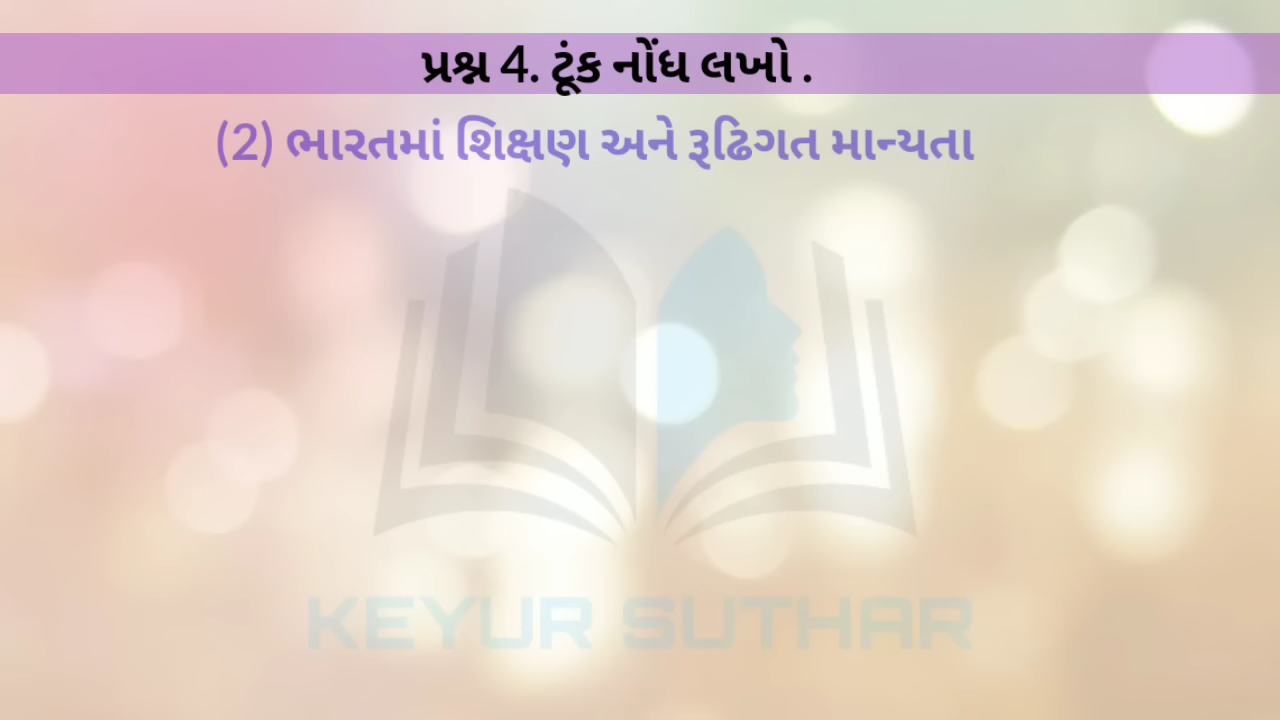 પ્રશ્ન 4. ટૂંક નોંધ લખો .
(2) ભારતમાં શિક્ષણ અને રૂઢિગત માન્યતા
KEYUR SUTHAR